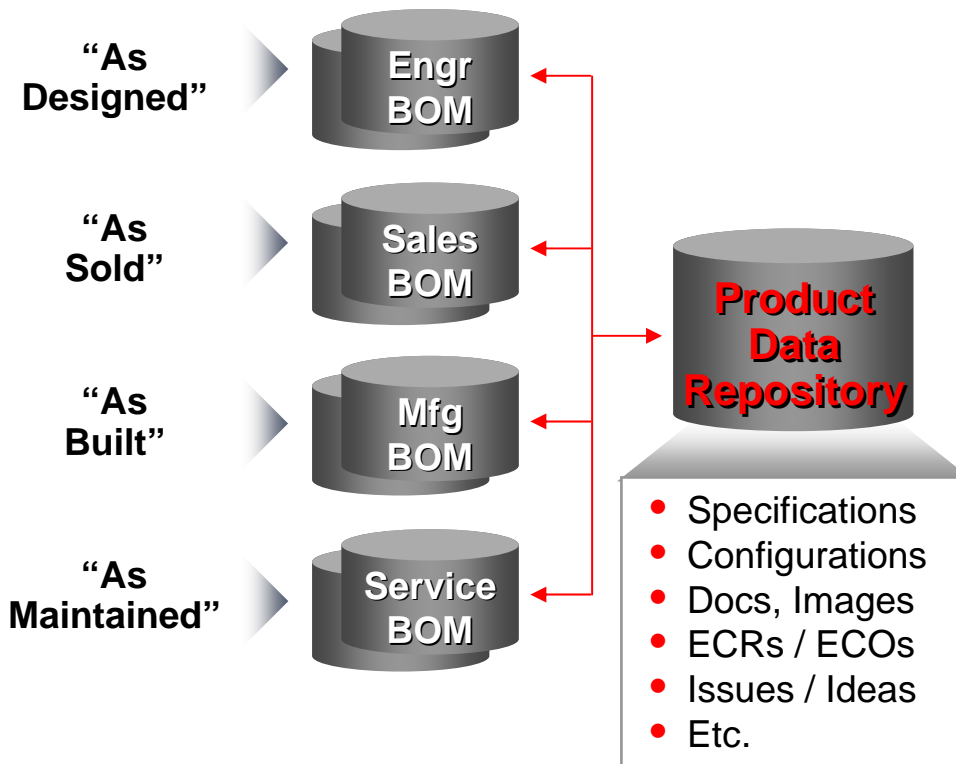 “As
Designed”
Engr
BOM
“As
Sold”
Sales
BOM
“As
Built”
Mfg
BOM
“As
Maintained”
Service
BOM
Product
Data
Repository
• Specifications
• Configurations
• Docs, Images
• ECRs / ECOs
• Issues / Ideas
• Etc.